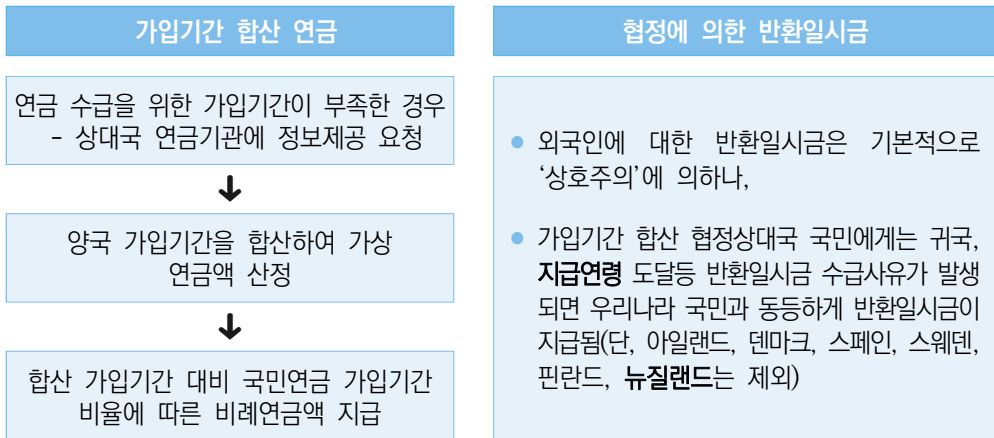 가입기간 합산 연금
연금 수급을 위한 가입기간이 부족한 경우
- 상대국 연금기관에 정보제공 요청
양국 가입기간을 합산하여 가상
연금액 산정
합산 가입기간 대비 국민연금 가입기간
비율에 따른 비례연금액 지급
협정에 의한 반환일시금
• 외국인에 대한 반환일시금은 기본적으로
‘상호주의’에 의하나,
• 가입기간 합산 협정상대국 국민에게는 귀국,
지급연령 도달등 반환일시금 수급사유가 발생
되면 우리나라 국민과 동등하게 반환일시금이
지급됨(단, 아일랜드, 덴마크, 스페인, 스웨덴,
핀란드, 뉴질랜드는 제외)